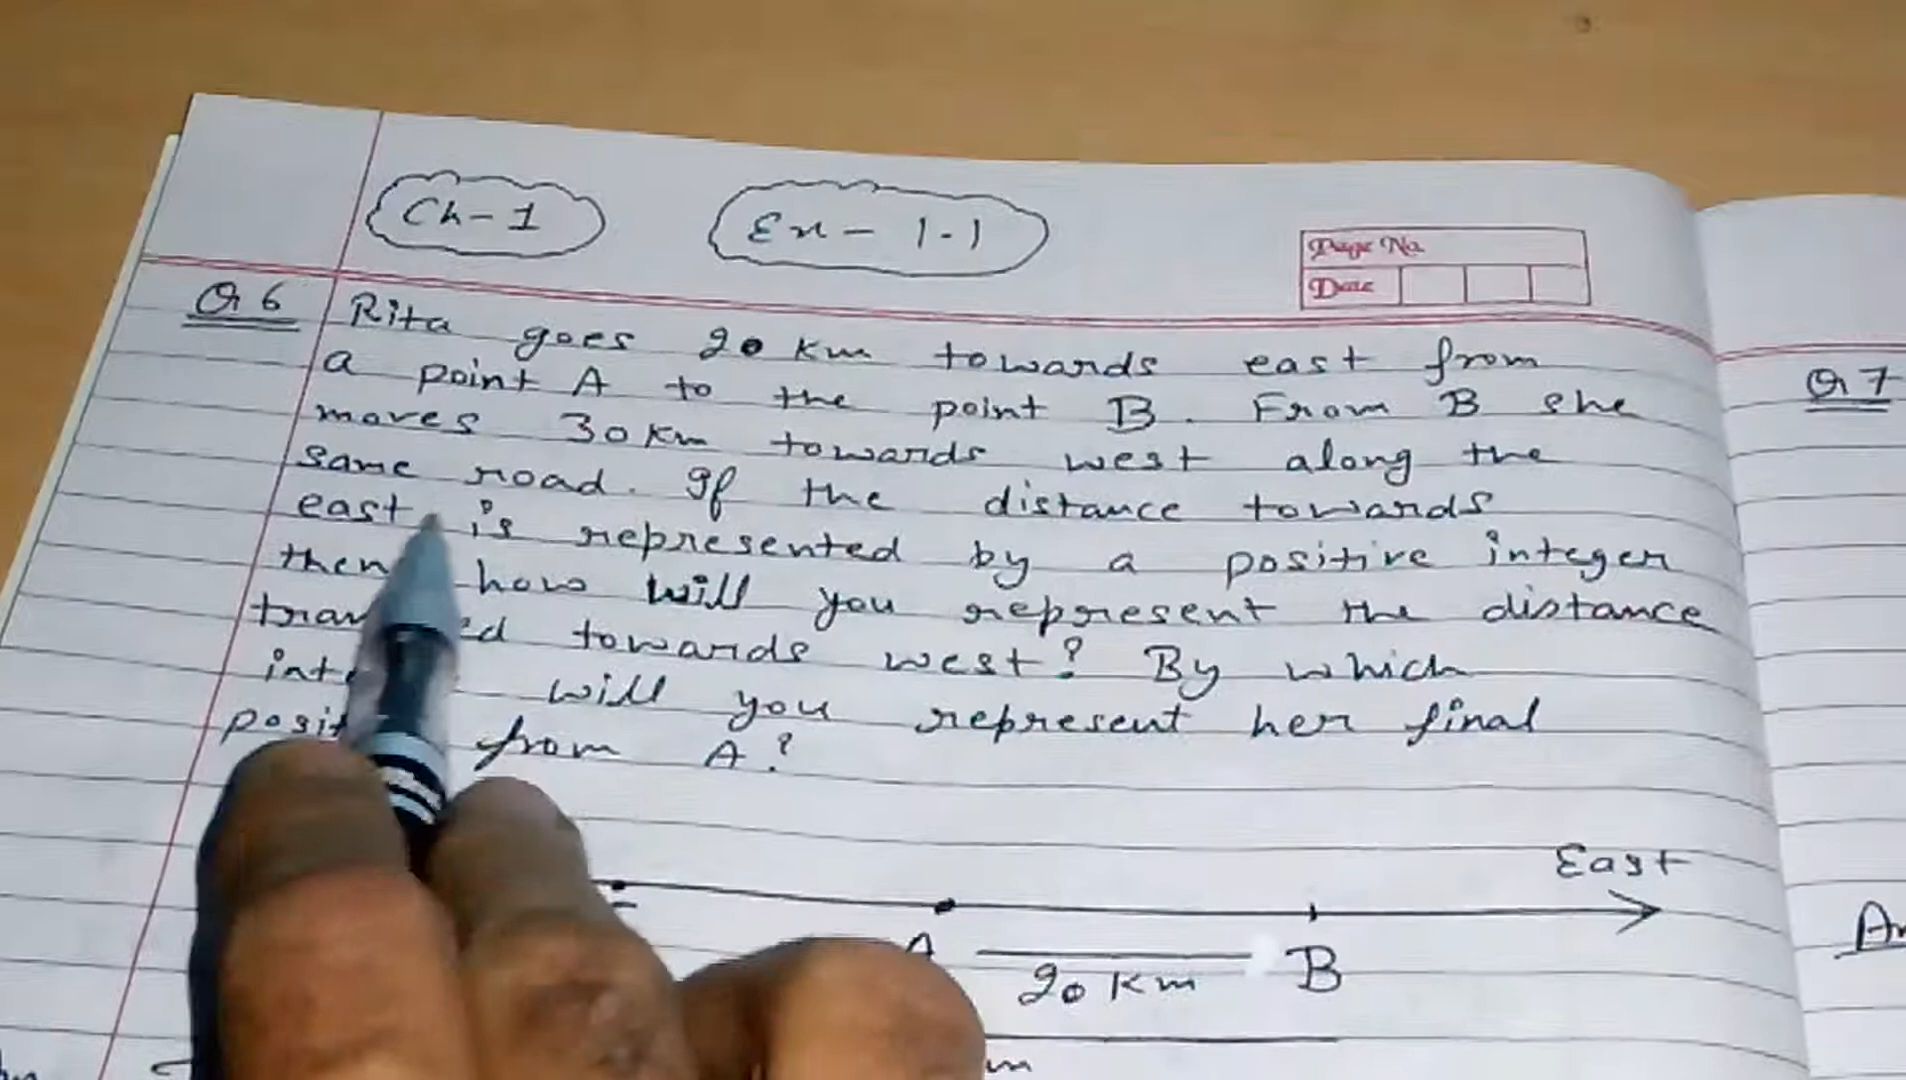 Ch-1
Ex - 1.1
Page No.
Date
Q 6 Rita goes 20 Km towards east from
a point A to the point B. From B she
moves 30 Km towards west along the
same road. If the distance towards
east is represented by a positive integer
then how will you represent the distance
towards west? By which
will you represent her final
from A?
East
A
B
20 Km
Q 7